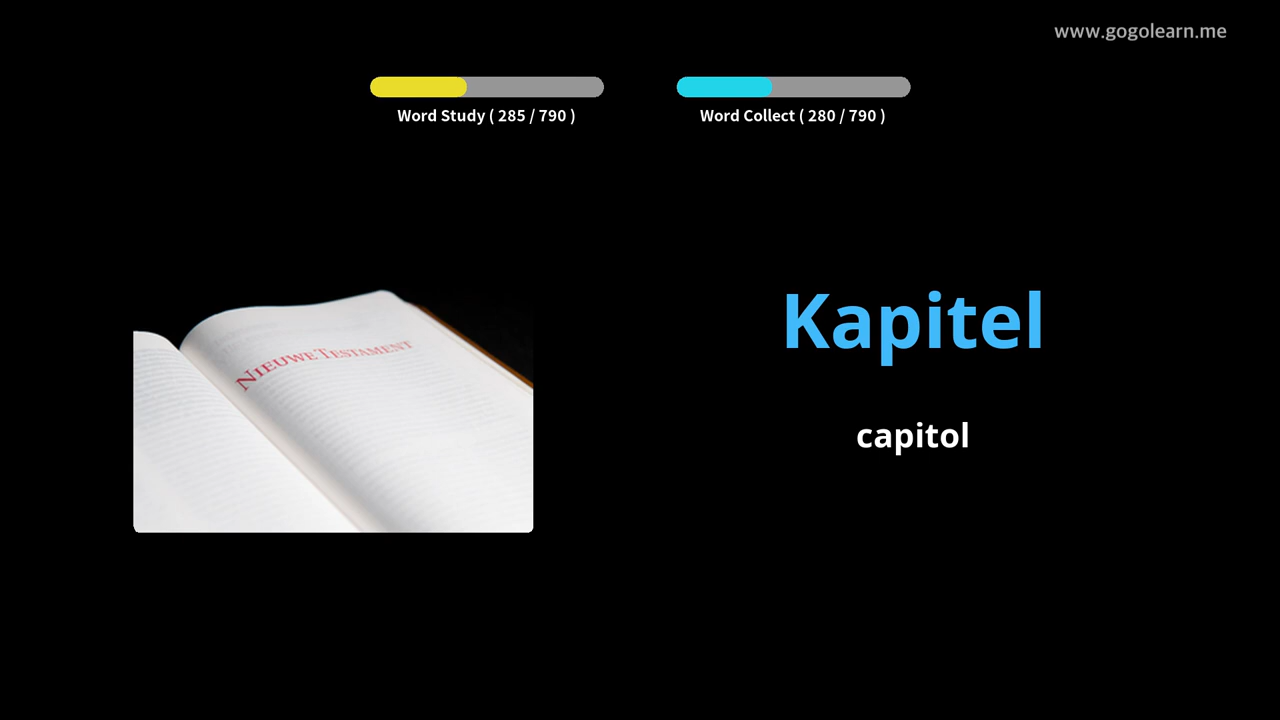 www.gogolearn.me
Word Study ( 285 / 790 )
Word Collect ( 280 / 790 )
NIEUWE TESTAMENT
Kapitel
capitol